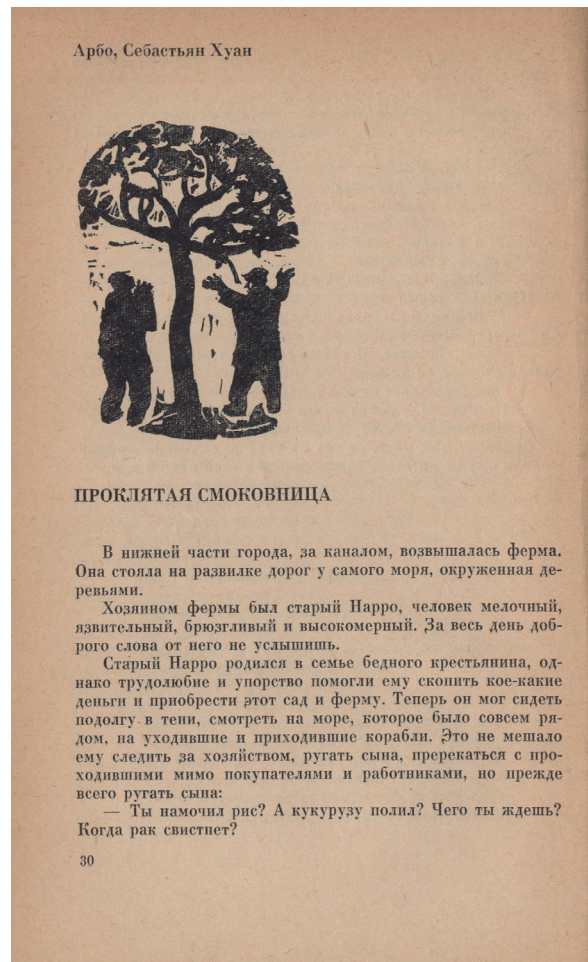 Арбо, Себастьян Хуан
ПРОКЛЯТАЯ СМОКОВНИЦА
В нижней части города, за каналом, возвышалась ферма.
Она стояла на развилке дорог у самого моря, окруженная де-
ревьями.
Хозяином фермы был старый Нарро, человек мелочный,
язвительный, брюзгливый и высокомерный. За весь день доб-
рого слова от него не услышишь.
Старый Нарро родился в семье бедного крестьянина, од-
нако трудолюбие и упорство помогли ему скопить кое-какие
деньги и приобрести этот сад и ферму. Теперь он мог сидеть
подолгу в тени, смотреть на море, которое было совсем ря-
дом, на уходившие и приходившие корабли. Это не мешало
ему следить за хозяйством, ругать сына, пререкаться с про-
ходившими мимо покупателями и работниками, но прежде
всего ругать сына:
— Ты намочил рис? А кукурузу полил? Чего ты ждешь?
Когда рак свистнет?
30